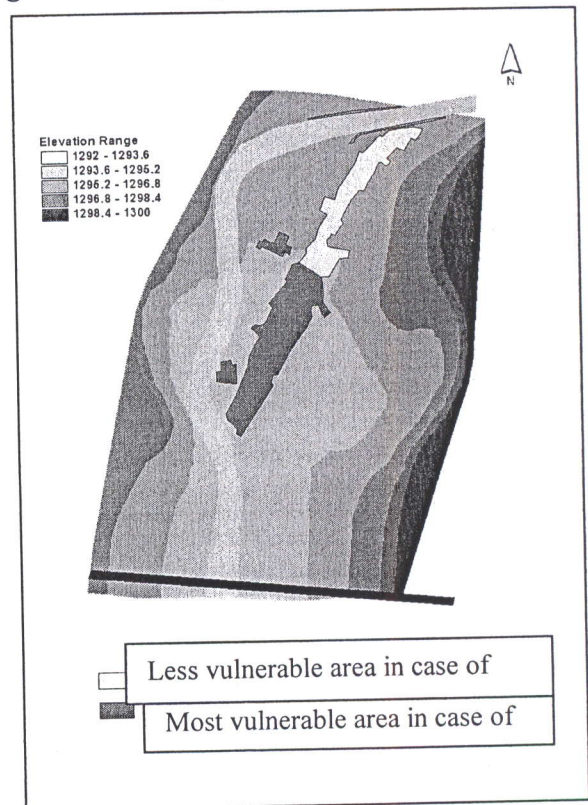 N
Elevation Range
1292 - 1293.6
1293.6 - 1295.2
1295.2 - 1296.8
1296.8 - 1298.4
1298.4 - 1300
Less vulnerable area in case of
Most vulnerable area in case of